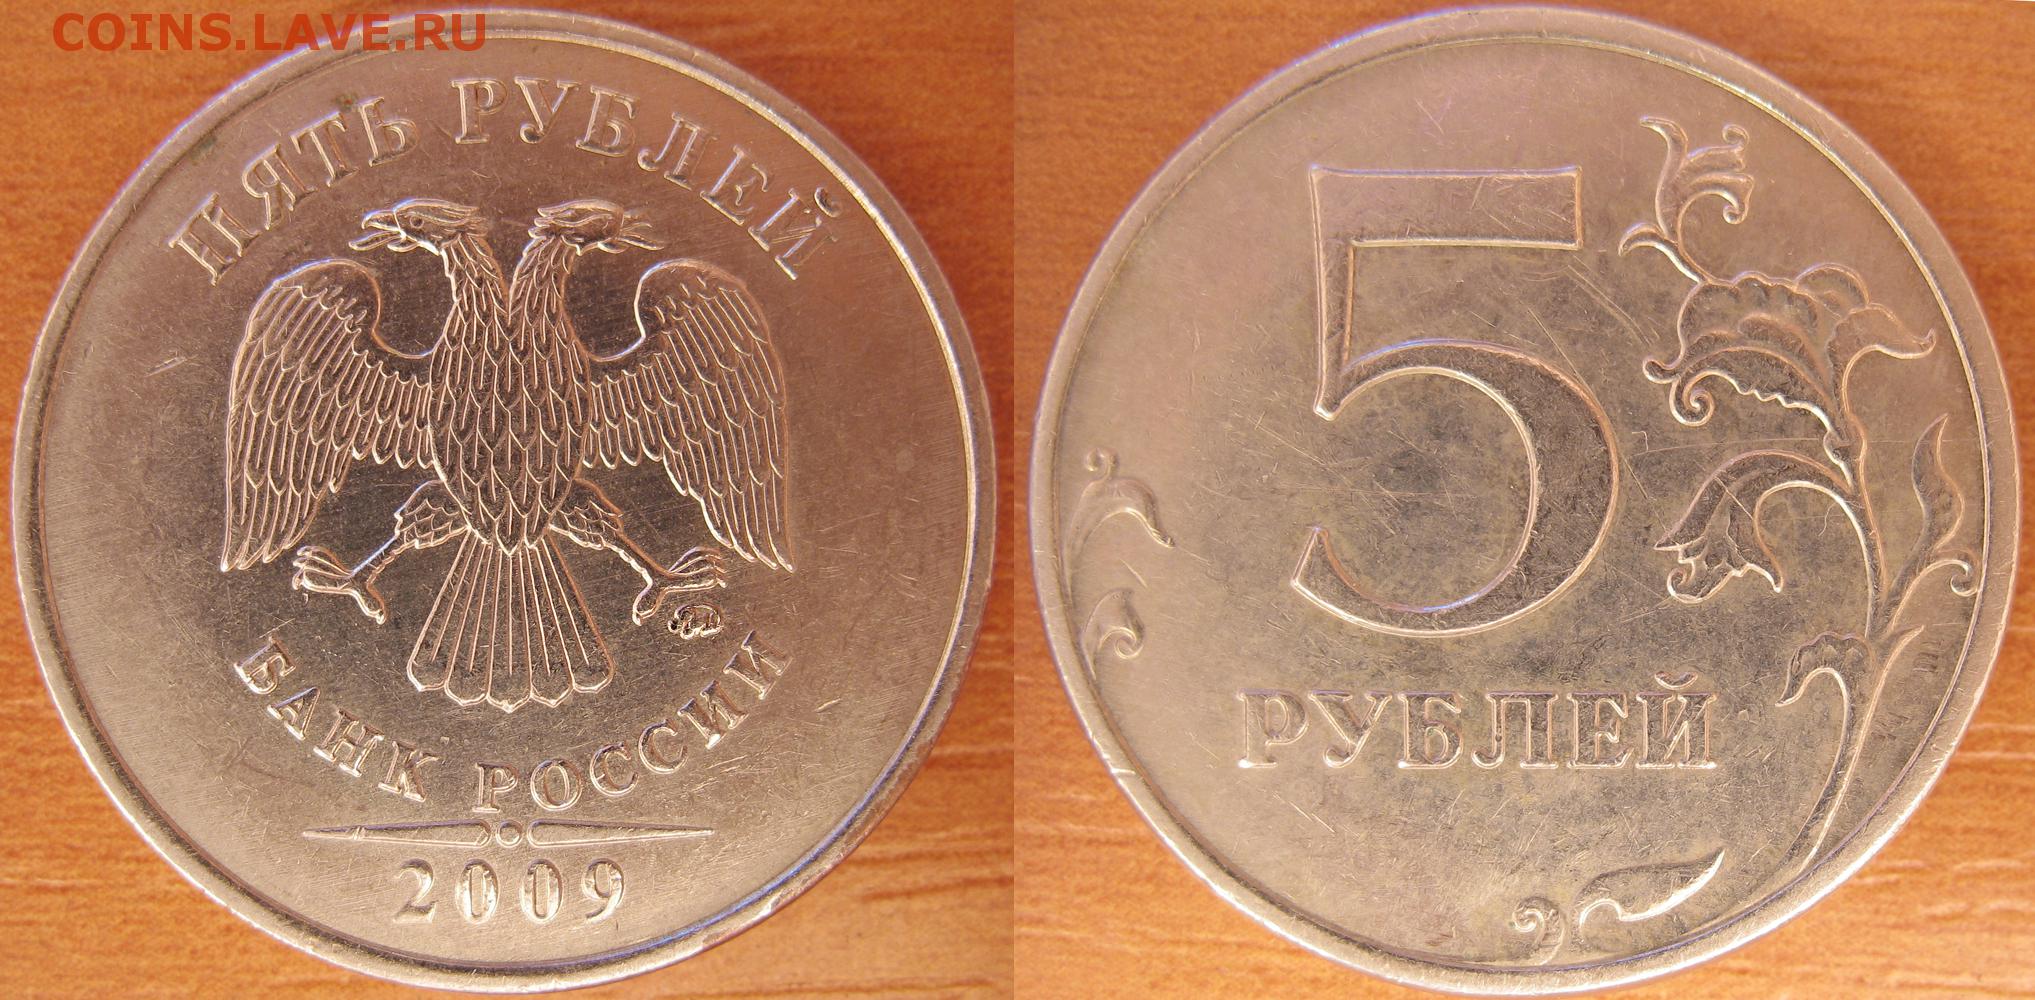 COINS.LAVE.RU
ПЯТЬ РУБЛЕЙ
БАНК РОССИИ
2009
5
РУБЛЕЙ